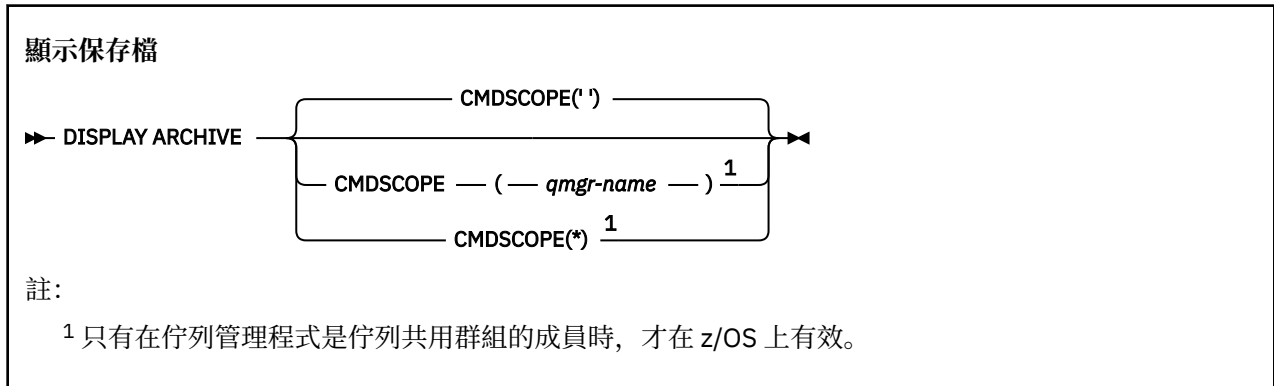 顯示保存檔
CMDSCOPE(' ')
DISPLAY ARCHIVE
CMDSCOPE ( qmgr-name ) 1
CMDSCOPE(*) 1
註：
1 只有在佇列管理程式是佇列共用群組的成員時，才在 z/OS 上有效。